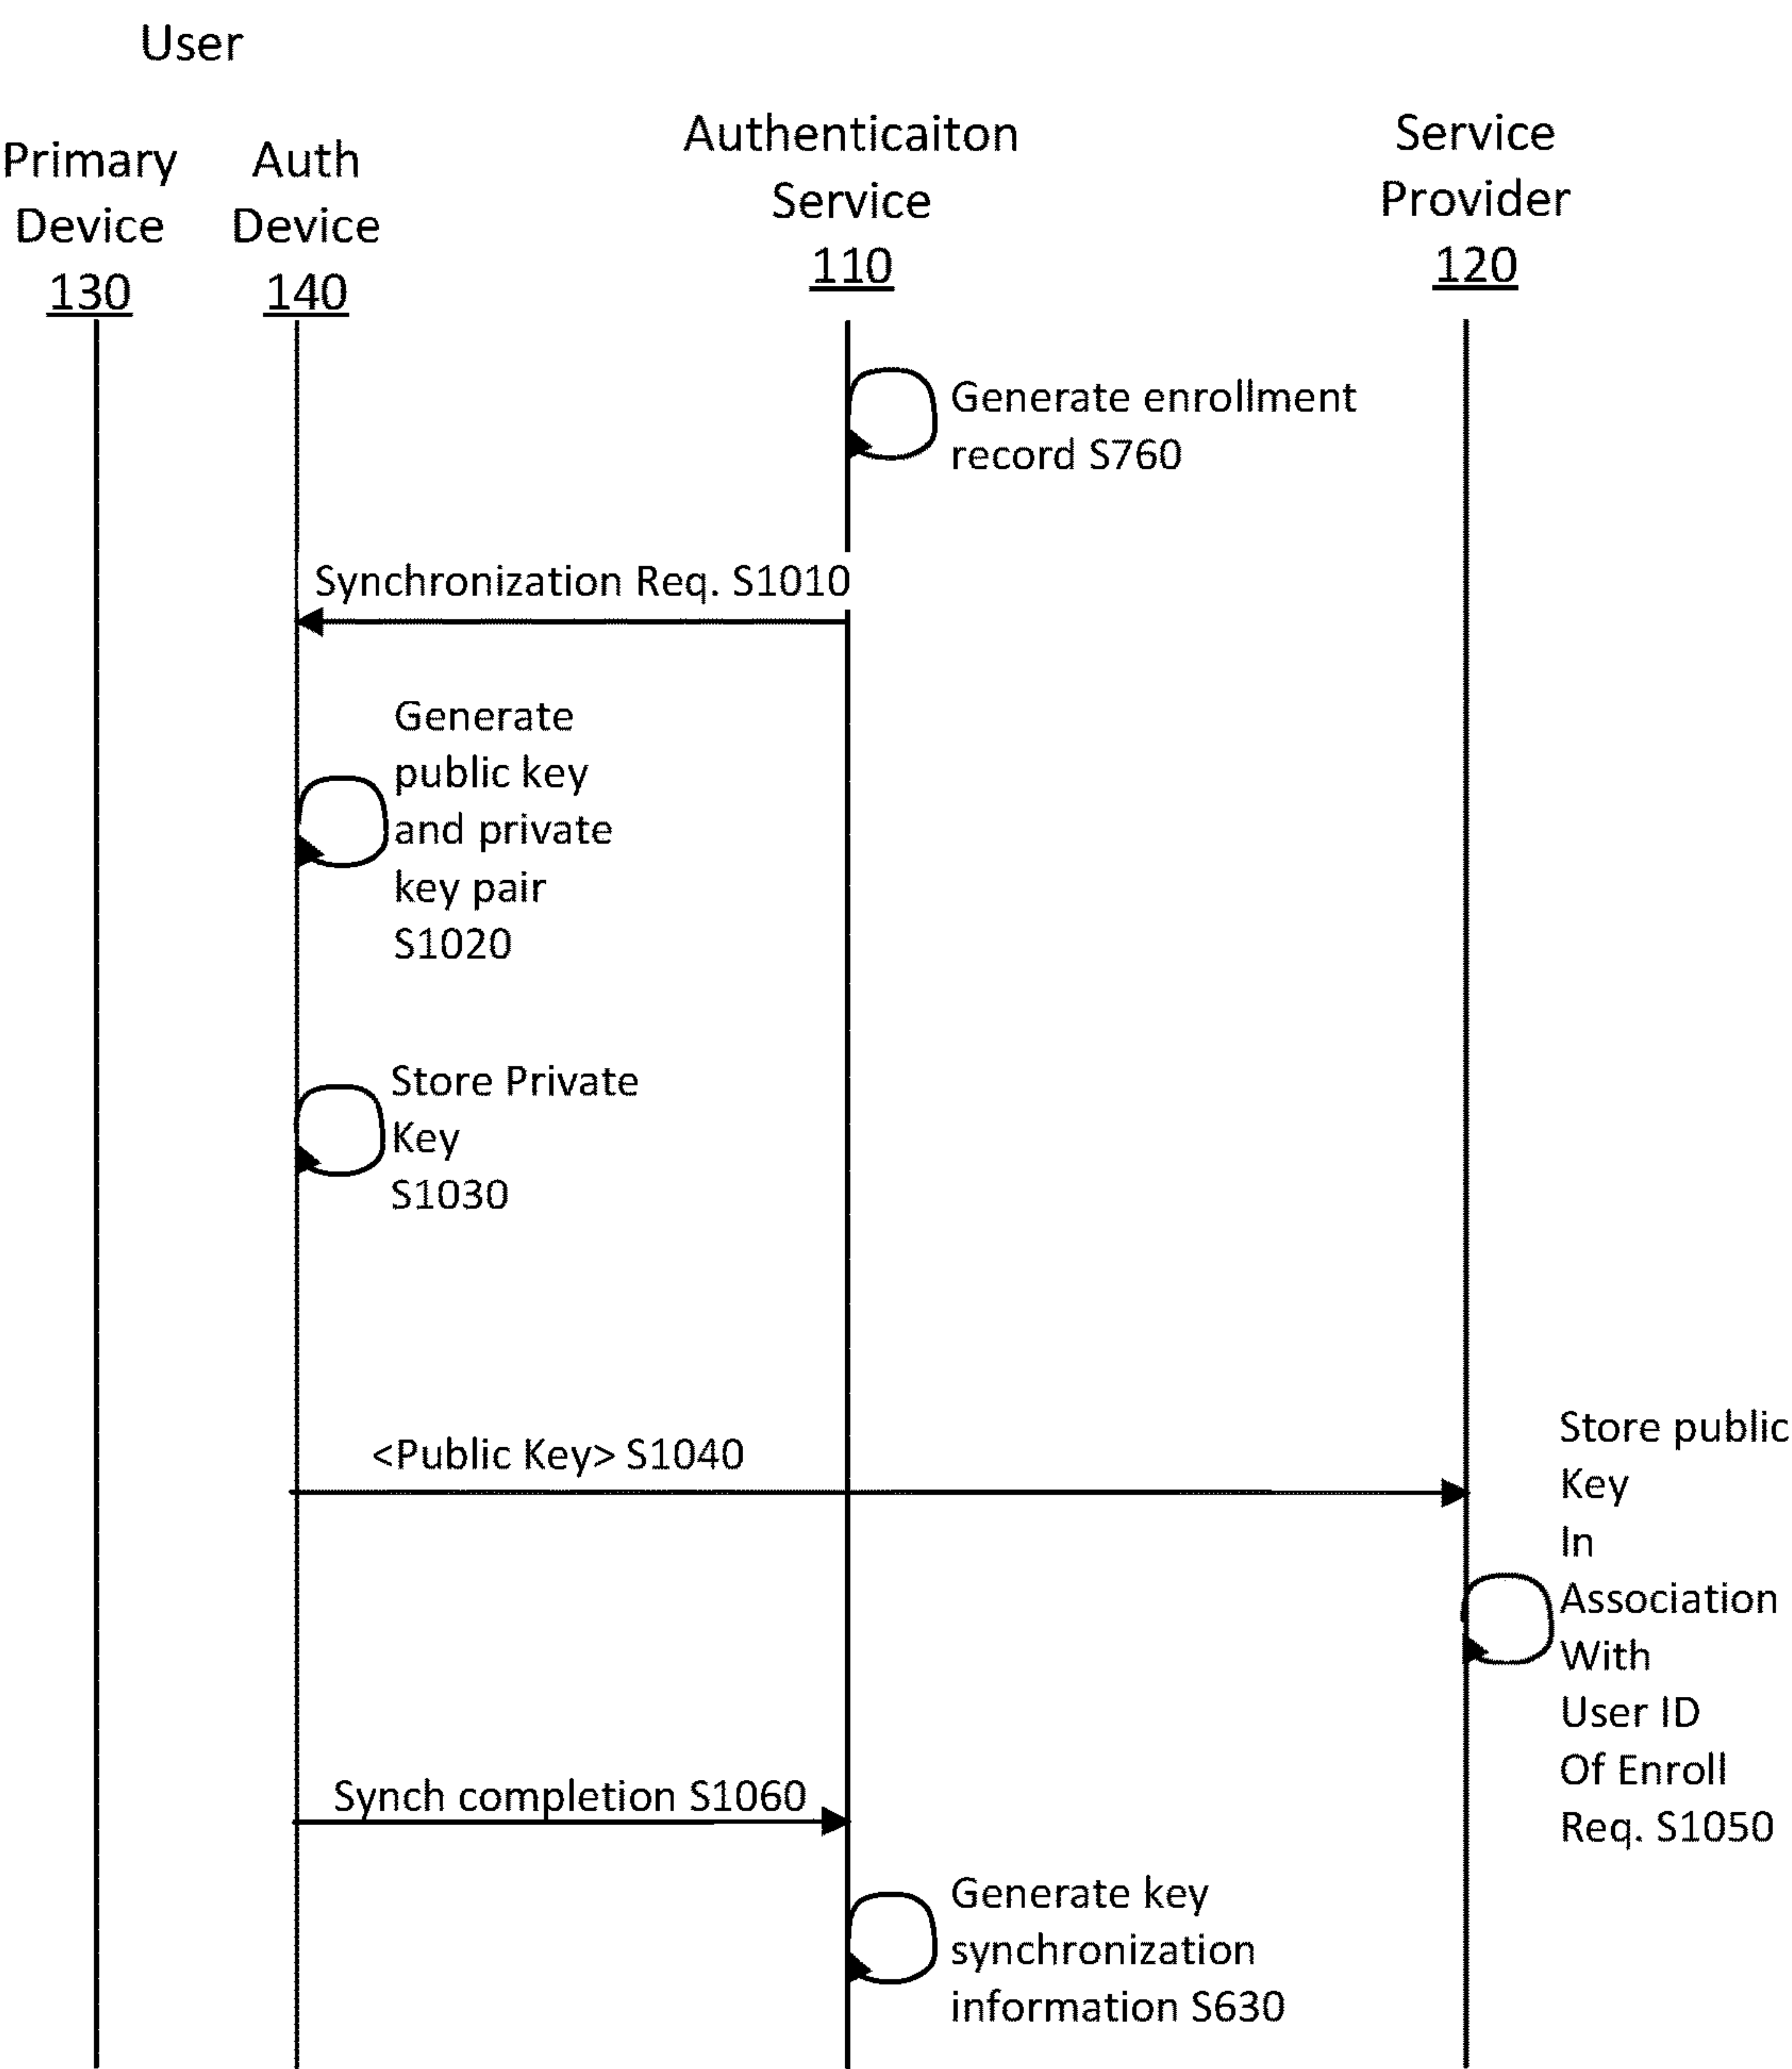 User
Primary
Device
130
Auth
Device
140
Authenticaiton
Service
110
Service
Provider
120
Generate enrollment
record S760
Synchronization Req. S1010
Generate
public key
and private
key pair
S1020
Store Private
Key
S1030
<Public Key> S1040
Store public
Key
In
Association
With
User ID
Of Enroll
Req. S1050
Synch completion S1060
Generate key
synchronization
information S630